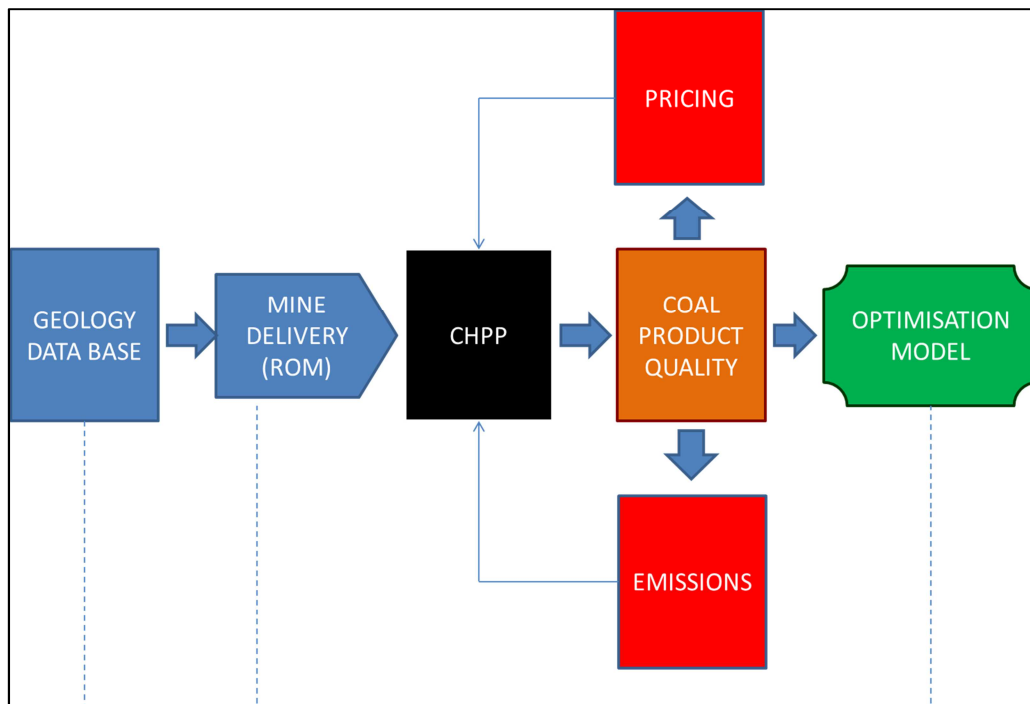 PRICING
GEOLOGY
DATA BASE
MINE
DELIVERY
(ROM)
CHPP
COAL
PRODUCT
QUALITY
OPTIMISATION
MODEL
EMISSIONS